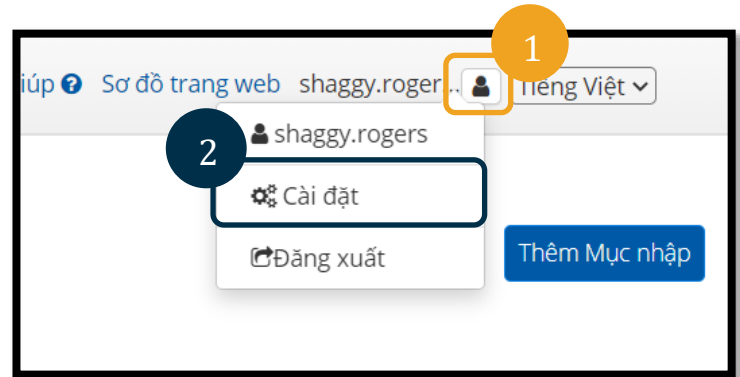 1
iúp Sơ đồ trang web shaggy.roger... Tiếng Việt
2
shaggy.rogers
Cài đặt
Đăng xuất
Thêm Mục nhập